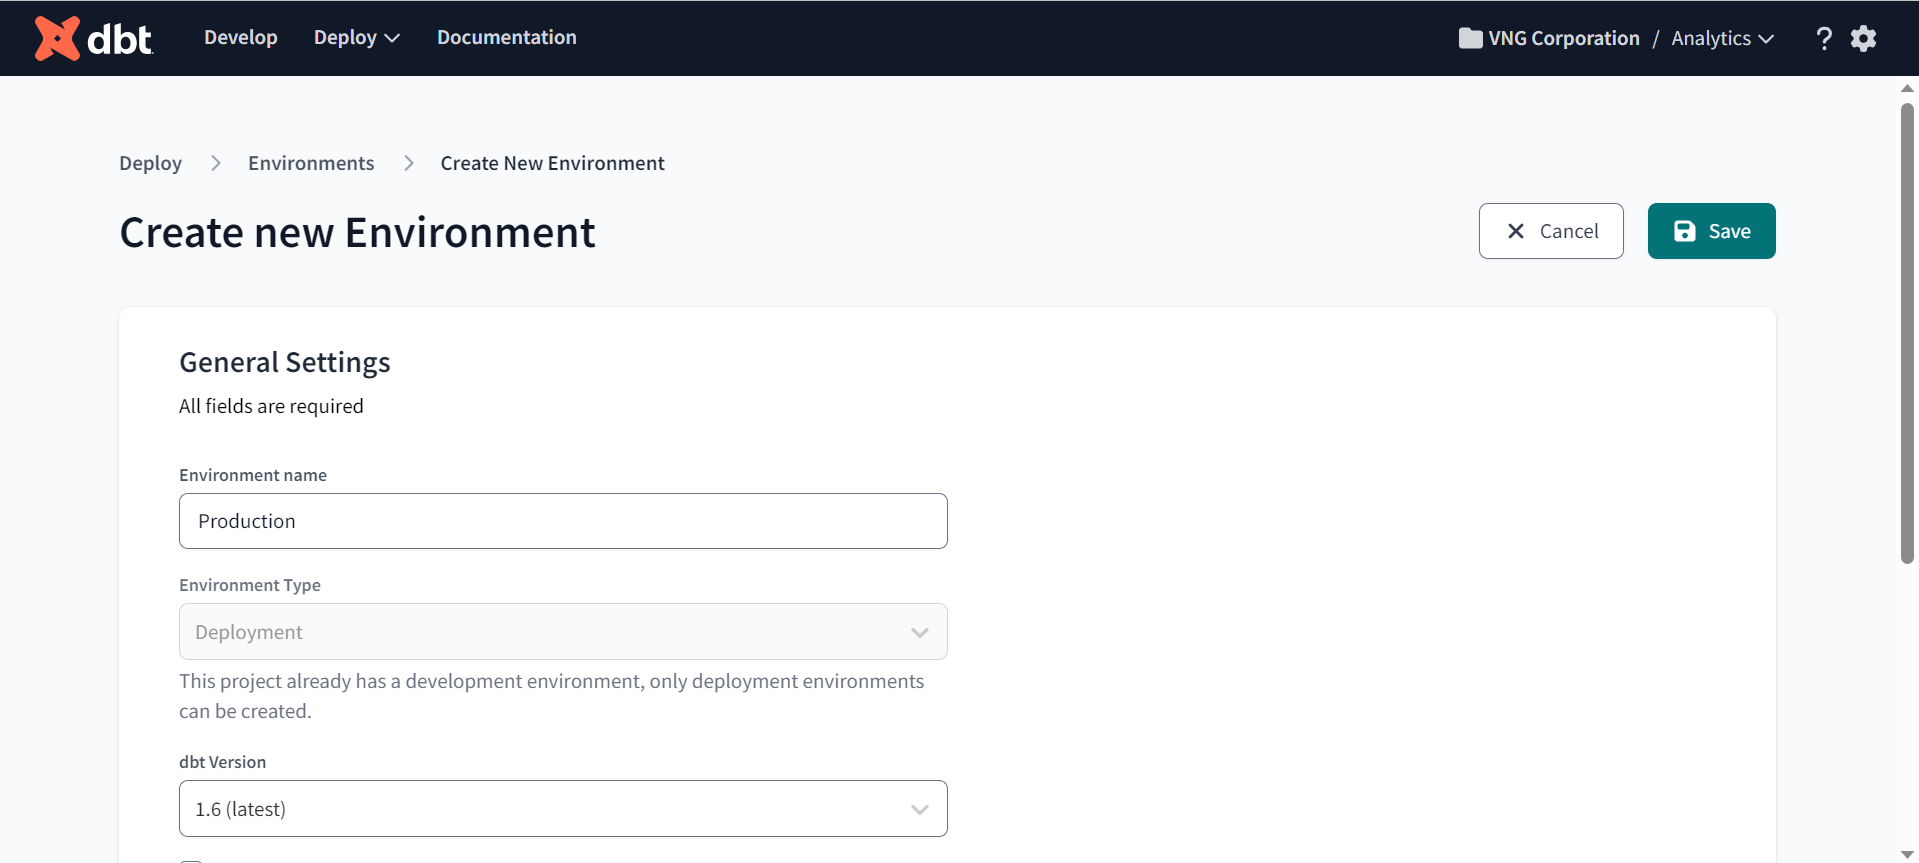 dbt Develop Deploy Documentation VNG Corporation / Analytics ?
Deploy > Environments > Create New Environment
Create new Environment
Cancel Save
General Settings
All fields are required
Environment name
Production
Environment Type
Deployment
This project already has a development environment, only deployment environments
can be created.
dbt Version
1.6 (latest)